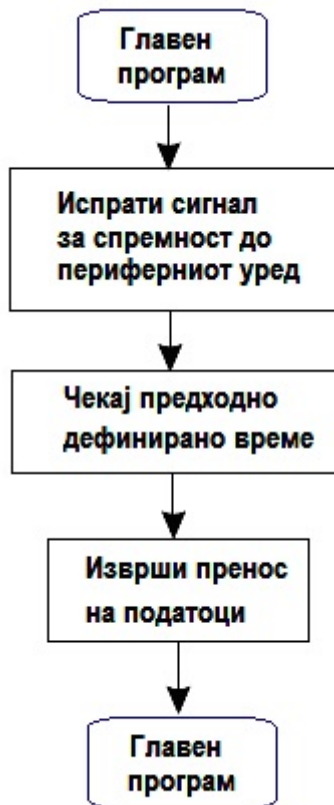 Главен
програм
Испрати сигнал
за спремност до
периферниот уред
Чекај предходно
дефинирано време
Изврши пренос
на податоци
Главен
програм